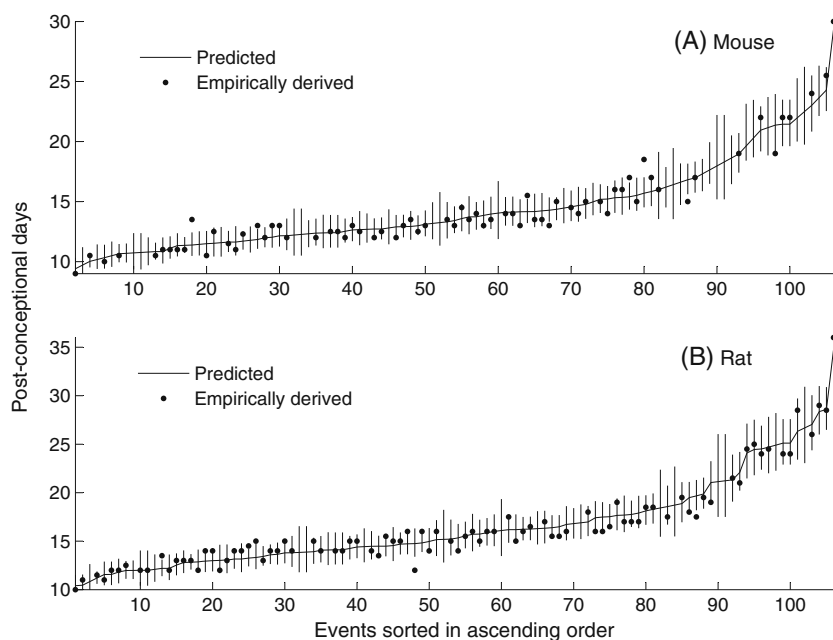 30
25
20
15
10
Predicted
Empirically derived
(A) Mouse
10 20 30 40 50 60 70 80 90 100
Post-conceptional days
35
30
25
20
15
10
Predicted
Empirically derived
(B) Rat
10 20 30 40 50 60 70 80 90 100
Events sorted in ascending order